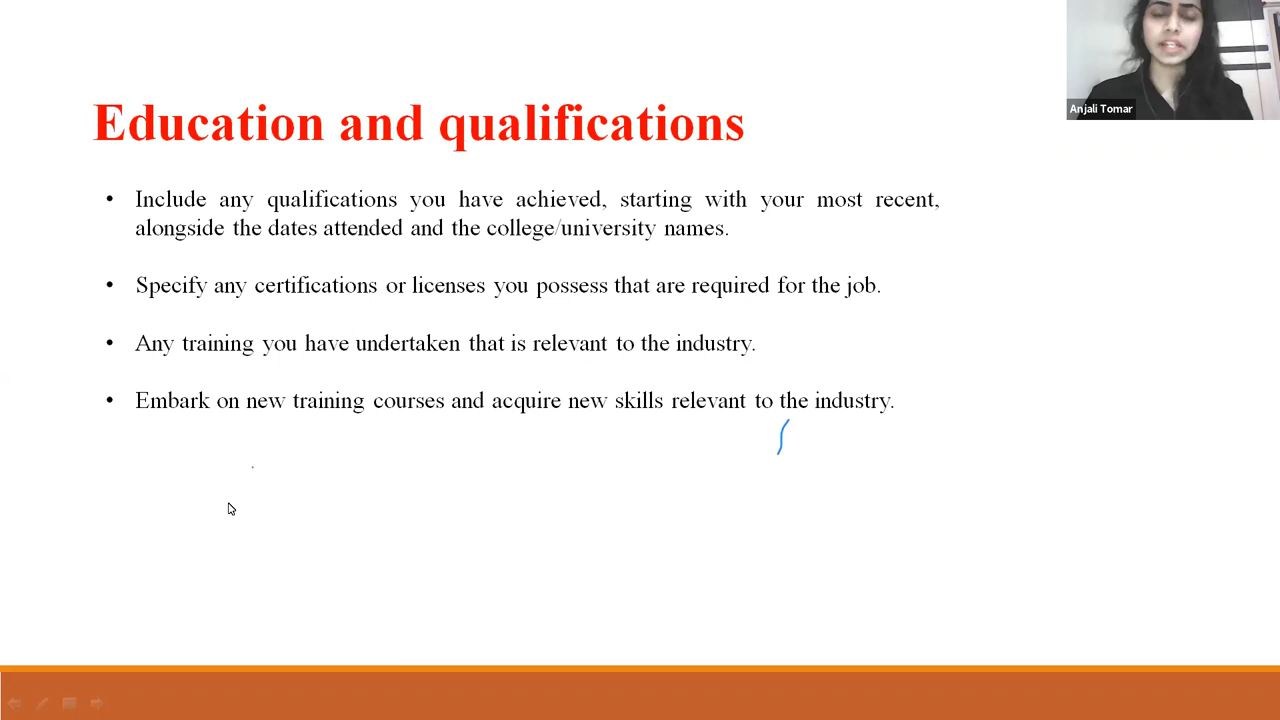 Anjali Tomar
Education and qualifications
• Include any qualifications you have achieved, starting with your most recent,
alongside the dates attended and the college/university names.
• Specify any certifications or licenses you possess that are required for the job.
• Any training you have undertaken that is relevant to the industry.
• Embark on new training courses and acquire new skills relevant to the industry.